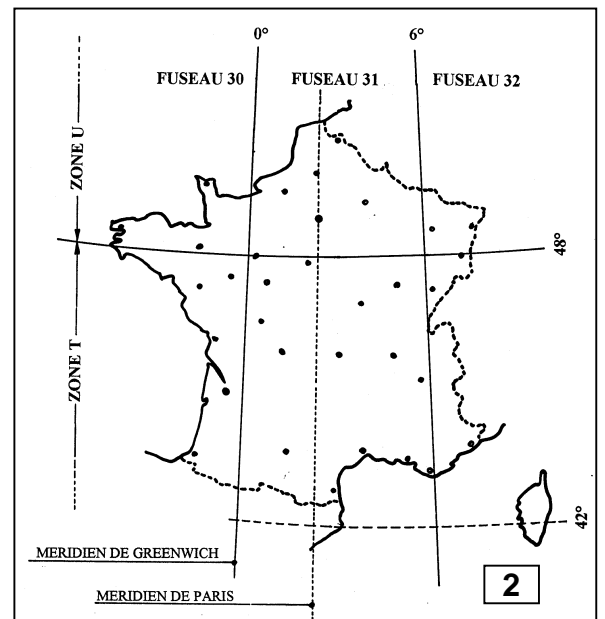 0° 6°
FUSEAU 30 FUSEAU 31 FUSEAU 32
ZONE U
48°
ZONE T
42°
MERIDIEN DE GREENWICH
2
MERIDIEN DE PARIS